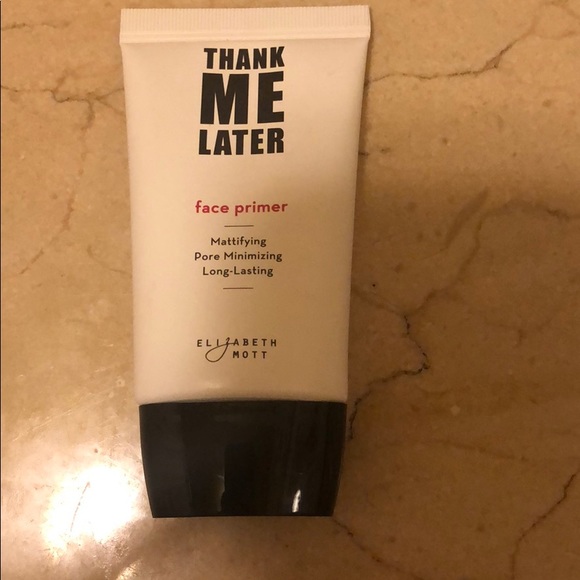 THANK
ME
LATER
face primer
Mattifying
Pore Minimizing
Long-Lasting
ELIZABETH
MOTT